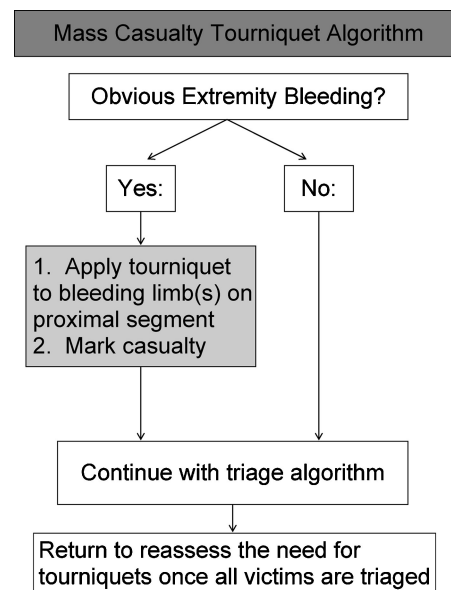 Mass Casualty Tourniquet Algorithm
Obvious Extremity Bleeding?
Yes:
No:
1. Apply tourniquet
to bleeding limb(s) on
proximal segment
2. Mark casualty
Continue with triage algorithm
Return to reassess the need for
tourniquets once all victims are triaged